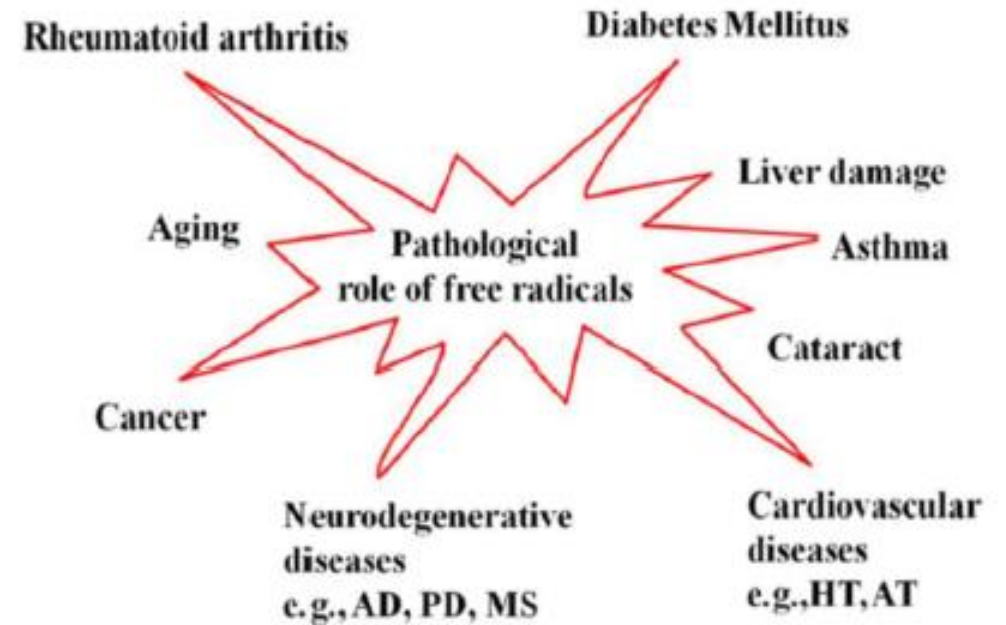 Rheumatoid arthritis
Diabetes Mellitus
Liver damage
Aging
Pathological
role of free radicals
Asthma
Cataract
Cancer
Neurodegenerative
diseases
e.g., AD, PD, MS
Cardiovascular
diseases
e.g.,HT,AT